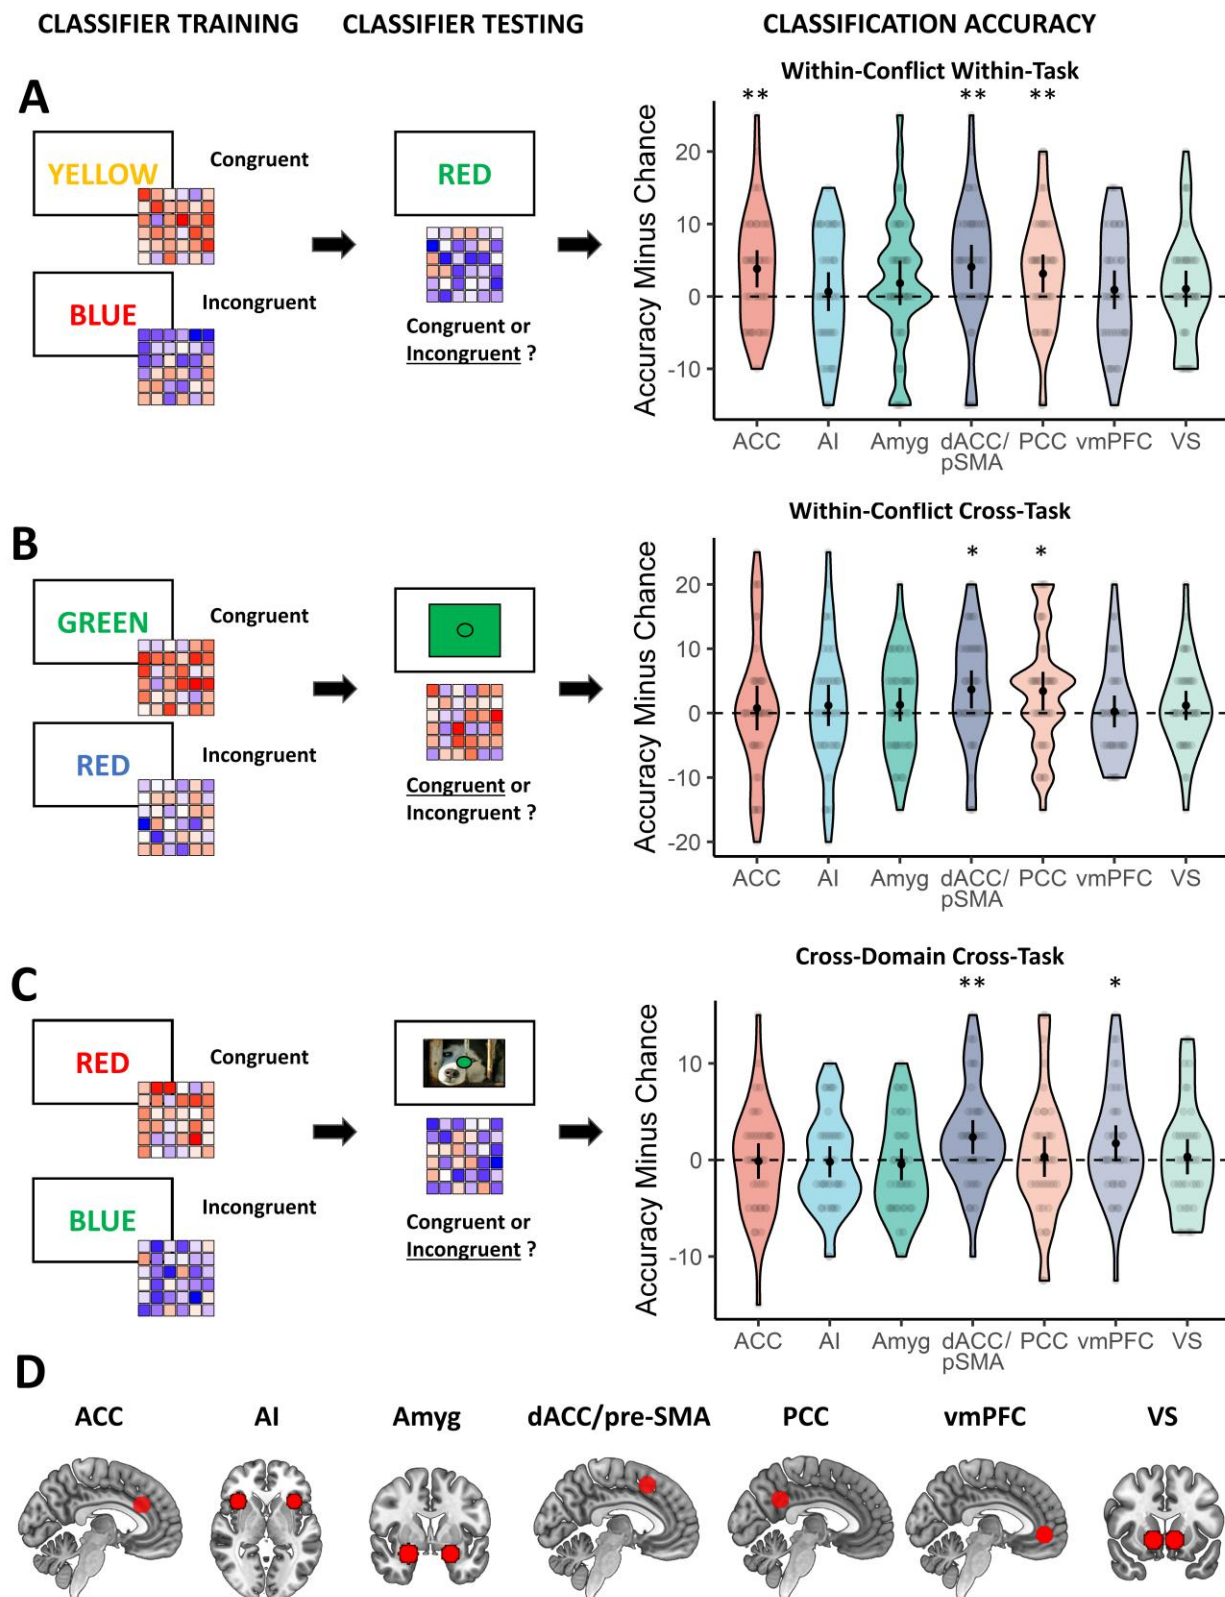 CLASSIFIER TRAINING CLASSIFIER TESTING CLASSIFICATION ACCURACY
A
YELLOW
Congruent
BLUE
Incongruent
RED
Congruent or
Incongruent ?
Within-Conflict Within-Task
** ** **
Accuracy Minus Chance
20
10
0
-10
ACC AI Amyg dACC/ PCC vmPFC VS
pSMA
B
GREEN
Congruent
RED
Incongruent
Congruent or
Incongruent ?
Within-Conflict Cross-Task
* *
Accuracy Minus Chance
20
10
0
-10
-20
ACC AI Amyg dACC/ PCC vmPFC VS
pSMA
C
RED
Congruent
BLUE
Incongruent
Congruent or
Incongruent ?
Cross-Domain Cross-Task
** *
Accuracy Minus Chance
10
0
-10
ACC AI Amyg dACC/ PCC vmPFC VS
pSMA
D
ACC AI Amyg dACC/pre-SMA PCC vmPFC VS